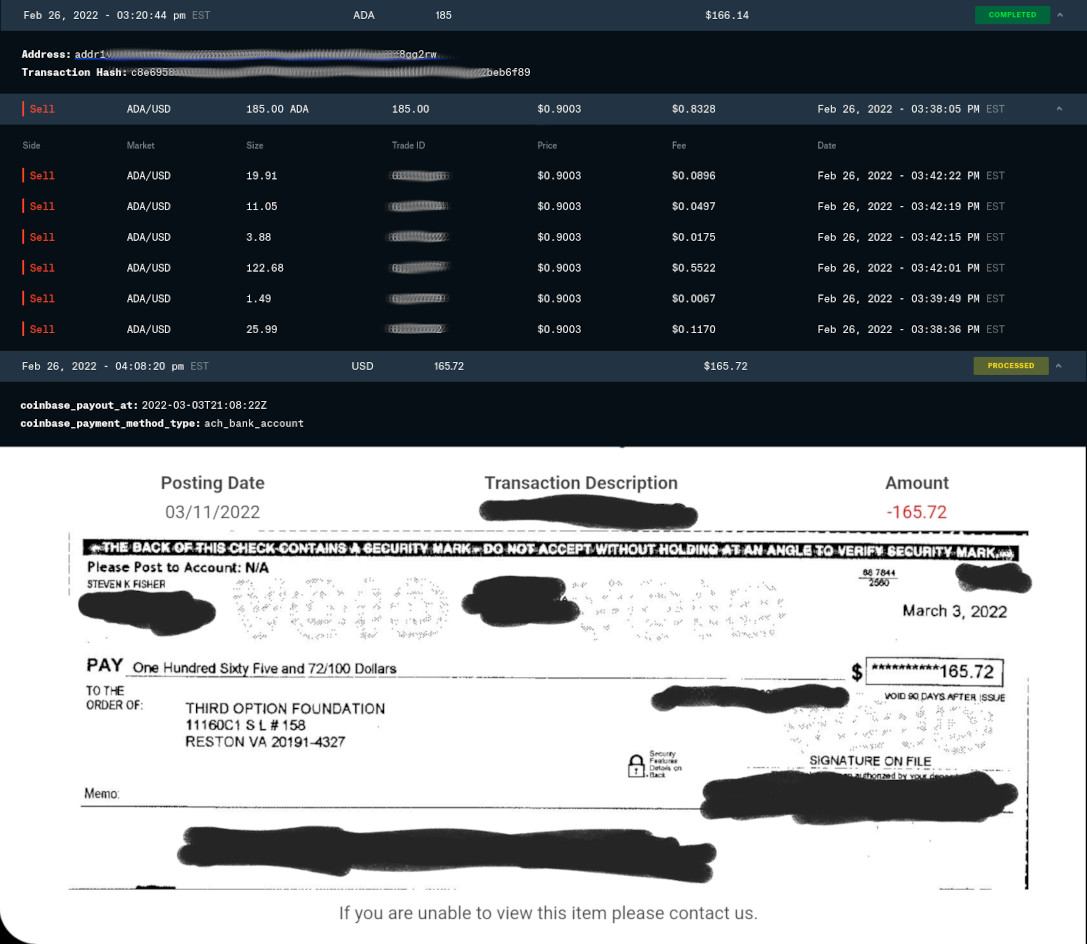 Feb 26, 2022 - 03:20:44 pm EST ADA 185 $166.14 COMPLETED
Address: addr1 8gg2rw
Transaction Hash: c8e6958 beb6f89
Sell ADA/USD 185.00 ADA 185.00 $0.9003 $0.8328 Feb 26, 2022 - 03:38:05 PM EST
Side Market Size Trade ID Price Fee Date
Sell ADA/USD 19.91 $0.9003 $0.0896 Feb 26, 2022 - 03:42:22 PM EST
Sell ADA/USD 11.05 $0.9003 $0.0497 Feb 26, 2022 - 03:42:19 PM EST
Sell ADA/USD 3.88 $0.9003 $0.0175 Feb 26, 2022 - 03:42:15 PM EST
Sell ADA/USD 122.68 $0.9003 $0.5522 Feb 26, 2022 - 03:42:01 PM EST
Sell ADA/USD 1.49 $0.9003 $0.0067 Feb 26, 2022 - 03:39:49 PM EST
Sell ADA/USD 25.99 $0.9003 $0.1170 Feb 26, 2022 - 03:38:36 PM EST
Feb 26, 2022 - 04:08:20 pm EST USD 165.72 $165.72 PROCESSED
coinbase_payout_at: 2022-03-03T21:08:22Z
coinbase_payment_method_type: ach_bank_account
Posting Date Transaction Description Amount
03/11/2022 -165.72
THE BACK OF THIS CHECK CONTAINS A SECURITY MARK - DO NOT ACCEPT WITHOUT HOLDING AT AN ANGLE TO VERIFY SECURITY MARK.
Please Post to Account: N/A
STEVEN K FISHER
88 7844
2560
VOID VOID
March 3, 2022
PAY One Hundred Sixty Five and 72/100 Dollars $ **********165.72
TO THE
ORDER OF:
VOID 90 DAYS AFTER ISSUE
THIRD OPTION FOUNDATION
11160C1 S L # 158
RESTON VA 20191-4327
VOID
Security
Features
Details on
Back
SIGNATURE ON FILE
authorized by your
Memo:
If you are unable to view this item please contact us.